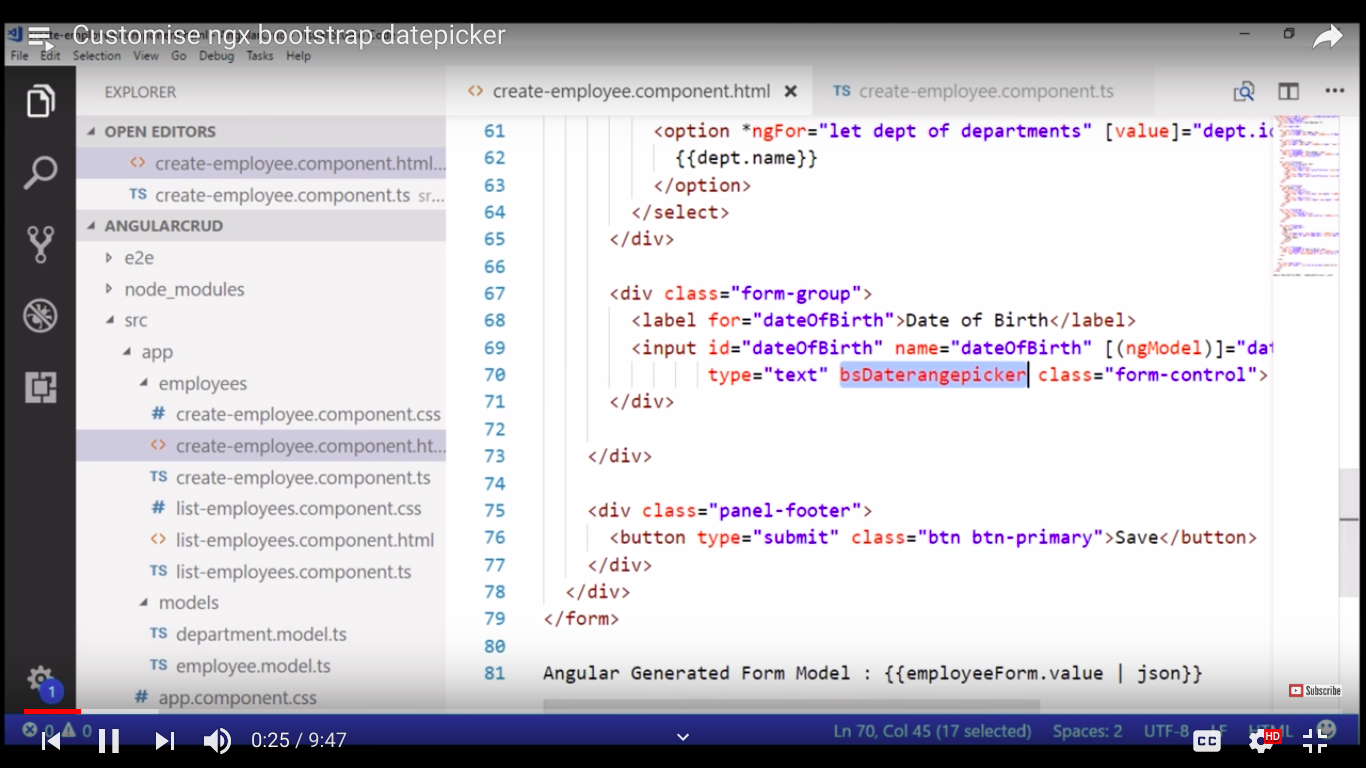 Customise ngx bootstrap datepicker
File Edit Selection View Go Debug Tasks Help
EXPLORER
create-employee.component.html
TS create-employee.component.ts
OPEN EDITORS
<> create-employee.component.html...
TS create-employee.component.ts sr...
ANGULARCRUD
e2e
node_modules
src
app
employees
# create-employee.component.css
<> create-employee.component.ht...
TS create-employee.component.ts
# list-employees.component.css
<> list-employees.component.html
TS list-employees.component.ts
models
TS department.model.ts
TS employee.model.ts
# app.component.css
1
61 <option *ngFor="let dept of departments" [value]="dept.id
62 {{dept.name}}
63 </option>
64 </select>
65 </div>
66
67 <div class="form-group">
68 <label for="dateOfBirth">Date of Birth</label>
69 <input id="dateOfBirth" name="dateOfBirth" [(ngModel)]="dat
70 type="text" bsDaterangepicker class="form-control">
71 </div>
72
73 </div>
74
75 <div class="panel-footer">
76 <button type="submit" class="btn btn-primary">Save</button>
77 </div>
78 </div>
79 </form>
80
81 Angular Generated Form Model : {{employeeForm.value | json}}
Subscribe
0 0
Ln 70, Col 45 (17 selected) Spaces: 2 UTF-8 LF HTML
0:25 / 9:47
CC
HD